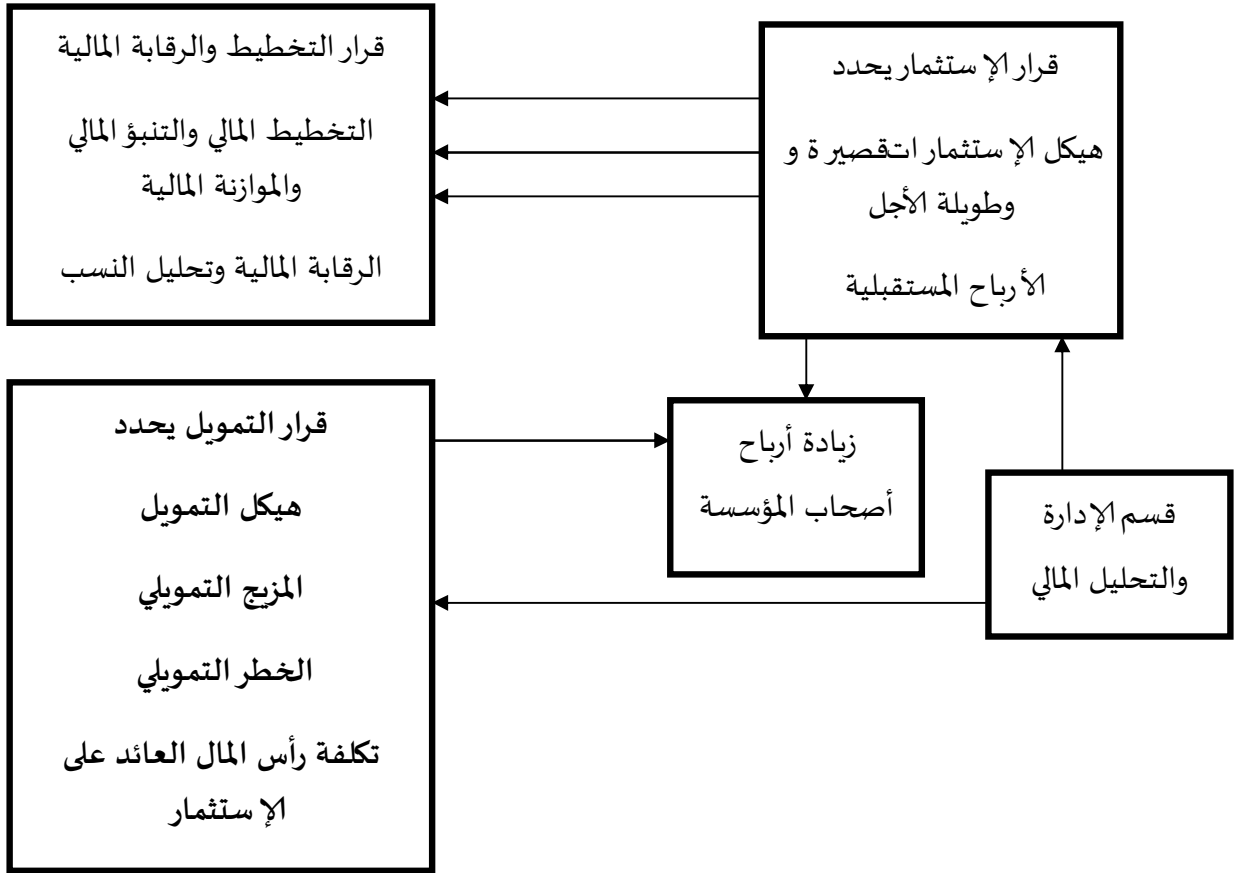 قرار الإ ستثمار يحدد
هيكل الإ ستثمار اتقصير ة و
وطويلة الأجل
الأرباح المستقبلية
قرار التخطيط والرقابة المالية
التخطيط المالي والتنبؤ المالي
والموازنة المالية
الرقابة المالية وتحليل النسب
زيادة أرباح
أصحاب المؤسسة
قسم الإدارة
والتحليل المالي
قرار التمويل يحدد
هيكل التمويل
المزيج التمويلي
الخطر التمويلي
تكلفة رأس المال العائد على
الإ ستثمار